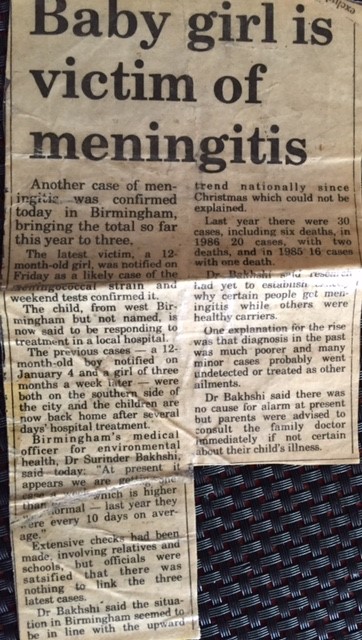 Baby girl is
victim of
meningitis
Another case of men-
ingitis was confirmed
today in Birmingham,
bringing the total so far
this year to three.
The latest victim, a 12-
month-old girl, was notified on
Friday as a likely case of the
meningococcal strain and
weekend tests confirmed it.
The child, from west Bir-
mingham but not named, is
now said to be responding to
treatment in a local hospital.
The previous cases — a 12-
month-old boy notified on
January 4 and a girl of three
months a week later — were
both on the southern side of
the city and the children are
now back home after several
days' hospital treatment.
Birmingham's medical
officer for environmental
health, Dr Surinder Bakhshi,
said today: "At present it
appears we are
than which is higher
normal — last year they
were every 10 days on aver-
age."
Extensive checks had been
made, involving relatives and
schools, but officials were
satsified that there was
nothing to link the three
latest cases.
Dr Bakhshi said the situa-
tion in Birmingham seemed to
be in line with the upward
trend nationally since
Christmas which could not be
explained.
Last year there were 30
cases, including six deaths, in
1986 20 cases, with two
deaths, and in 1985 16 cases
with one death.
Dr Bakhshi said research
had yet to establish
why certain people got men-
ingitis while others were
healthy carriers.
One explanation for the rise
was that diagnosis in the past
was much poorer and many
minor cases probably went
undetected or treated as other
ailments.
Dr Bakhshi said there was
no cause for alarm at present
but parents were advised to
consult the family doctor
immediately if not certain
about their child's illness.